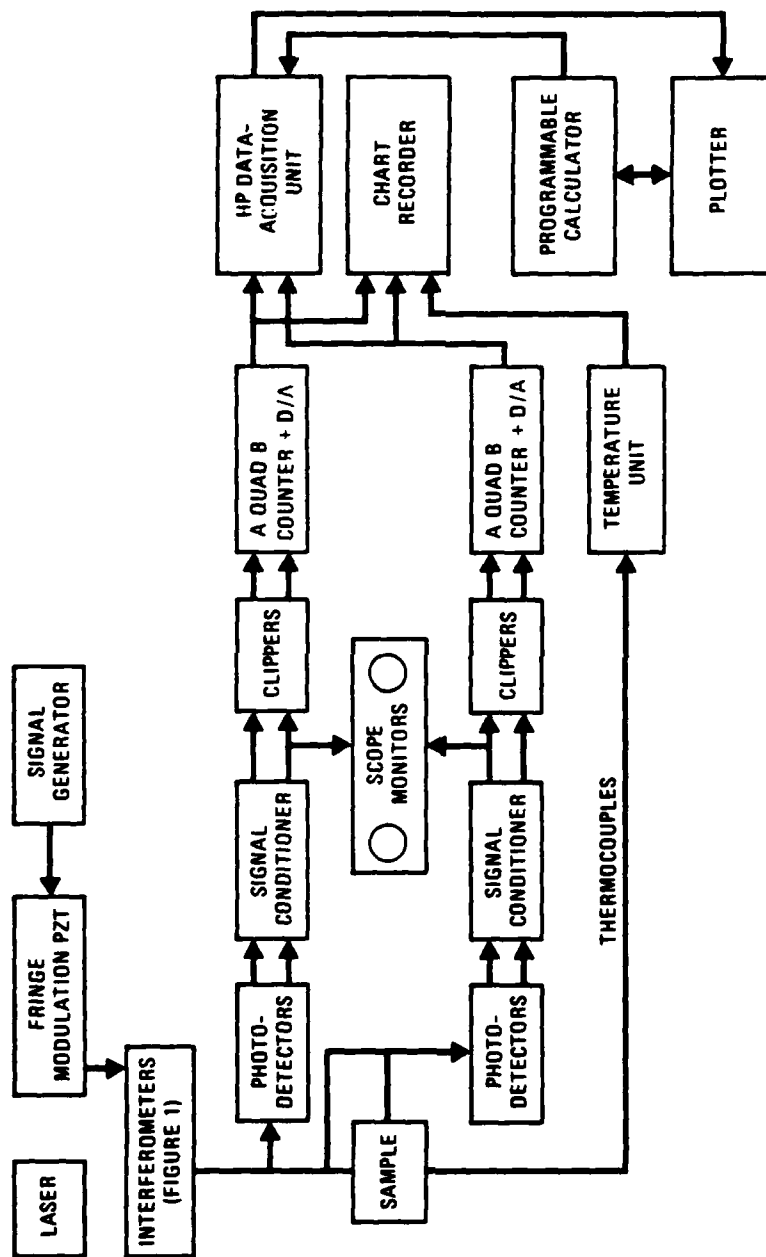 LASER
FRINGE
MODULATION PZT
SIGNAL
GENERATOR
INTERFEROMETERS
(FIGURE 1)
PHOTO-
DETECTORS
SIGNAL
CONDITIONER
CLIPPERS
A QUAD B
COUNTER + D/A
HP DATA-
ACQUISITION
UNIT
SCOPE
MONITORS
CHART
RECORDER
SAMPLE
PHOTO-
DETECTORS
SIGNAL
CONDITIONER
CLIPPERS
A QUAD B
COUNTER + D/A
PROGRAMMABLE
CALCULATOR
THERMOCOUPLES
TEMPERATURE
UNIT
PLOTTER